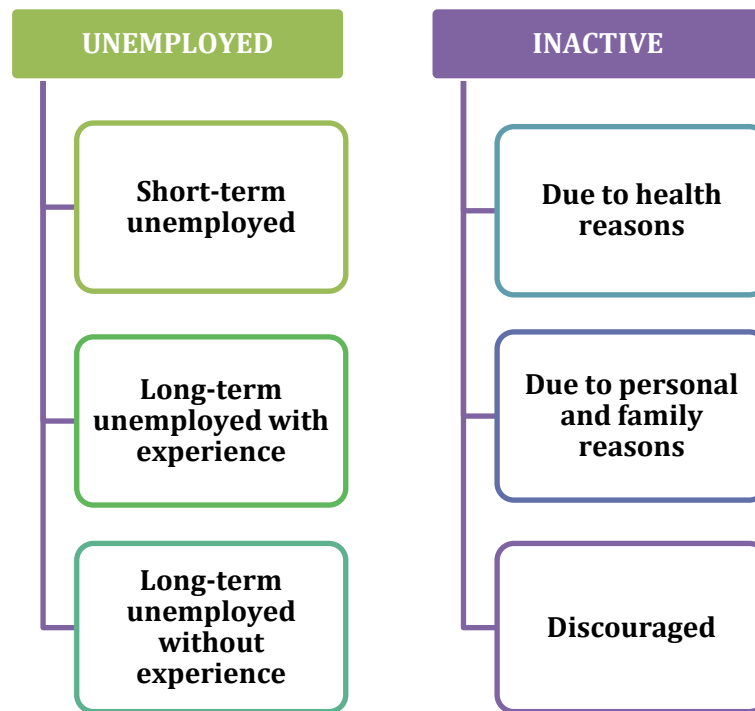 UNEMPLOYED
Short-term
unemployed
Long-term
unemployed with
experience
Long-term
unemployed
without
experience
INACTIVE
Due to health
reasons
Due to personal
and family
reasons
Discouraged